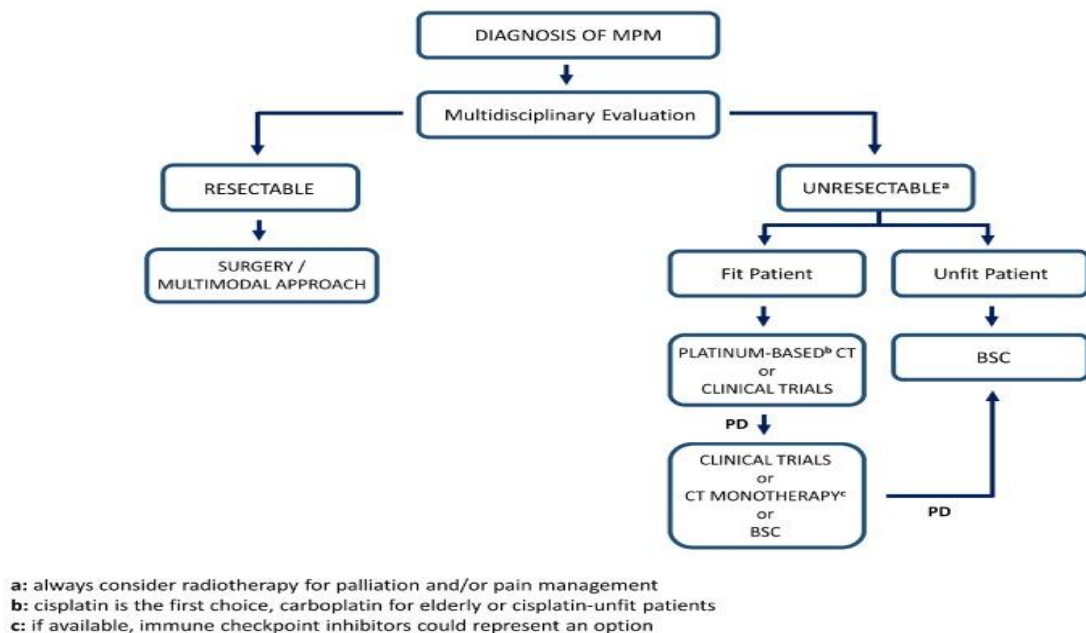 DIAGNOSIS OF MPM
Multidisciplinary Evaluation
RESECTABLE
UNRESECTABLEᵃ
SURGERY /
MULTIMODAL APPROACH
Fit Patient
Unfit Patient
PLATINUM-BASEDᵇ CT
or
CLINICAL TRIALS
BSC
PD
CLINICAL TRIALS
or
CT MONOTHERAPYᶜ
or
BSC
PD
a: always consider radiotherapy for palliation and/or pain management
b: cisplatin is the first choice, carboplatin for elderly or cisplatin-unfit patients
c: if available, immune checkpoint inhibitors could represent an option